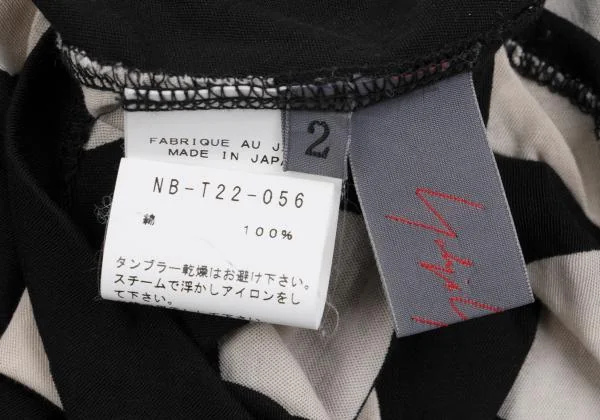 FABRIQUE AU J
MADE IN JAPA
2
NB-T22-056
綿 100%
タンブラー乾燥はお避け下さい。
スチームで浮かしアイロンをし
て下さい。